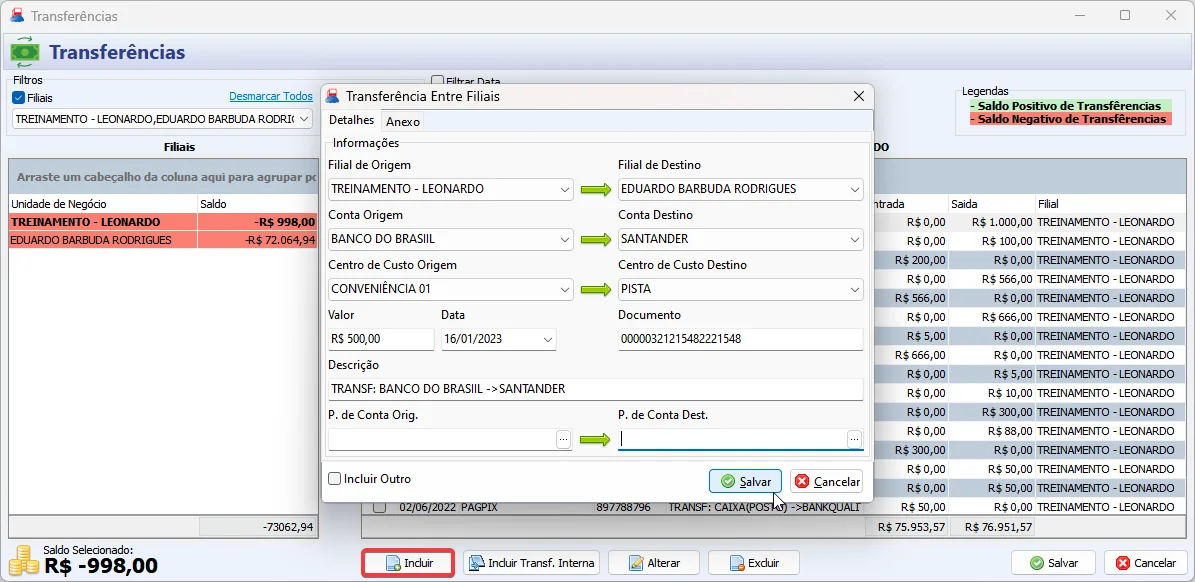 Transferências
Transferências
Filtros
Filiais
Desmarcar Todos
TREINAMENTO - LEONARDO,EDUARDO BARBUDA RODRI
Filtrar Data
Legendas
- Saldo Positivo de Transfêrencias
- Saldo Negativo de Transfêrencias
Filiais
DO
Arraste um cabeçalho da coluna aqui para agrupar po
Unidade de Negócio Saldo
TREINAMENTO - LEONARDO -R$ 998,00
EDUARDO BARBUDA RODRIGUES -R$ 72.064,94
-73062,94
Transferência Entre Filiais
Detalhes Anexo
Informações
Filial de Origem Filial de Destino
TREINAMENTO - LEONARDO EDUARDO BARBUDA RODRIGUES
Conta Origem Conta Destino
BANCO DO BRASIIL SANTANDER
Centro de Custo Origem Centro de Custo Destino
CONVENIÊNCIA 01 PISTA
Valor Data Documento
R$ 500,00 16/01/2023 00000321215482221548
Descrição
TRANSF: BANCO DO BRASIIL ->SANTANDER
P. de Conta Orig. P. de Conta Dest.
... ...
Incluir Outro
Salvar Cancelar
ntrada Saida Filial
R$ 0,00 R$ 1.000,00 TREINAMENTO - LEONARDO
R$ 0,00 R$ 100,00 TREINAMENTO - LEONARDO
R$ 200,00 R$ 0,00 TREINAMENTO - LEONARDO
R$ 0,00 R$ 566,00 TREINAMENTO - LEONARDO
R$ 566,00 R$ 0,00 TREINAMENTO - LEONARDO
R$ 0,00 R$ 666,00 TREINAMENTO - LEONARDO
R$ 5,00 R$ 0,00 TREINAMENTO - LEONARDO
R$ 666,00 R$ 0,00 TREINAMENTO - LEONARDO
R$ 0,00 R$ 5,00 TREINAMENTO - LEONARDO
R$ 0,00 R$ 10,00 TREINAMENTO - LEONARDO
R$ 0,00 R$ 300,00 TREINAMENTO - LEONARDO
R$ 0,00 R$ 88,00 TREINAMENTO - LEONARDO
R$ 300,00 R$ 0,00 TREINAMENTO - LEONARDO
R$ 0,00 R$ 50,00 TREINAMENTO - LEONARDO
R$ 0,00 R$ 50,00 TREINAMENTO - LEONARDO
02/06/2022 PAGPIX 897788796 TRANSF: CAIXA(POSTO) ->BANKQUALI R$ 0,00 R$ 50,00 TREINAMENTO - LEONARDO
R$ 75.953,57 R$ 76.951,57
Saldo Selecionado:
R$ -998,00
Incluir Incluir Transf. Interna Alterar Excluir Salvar Cancelar